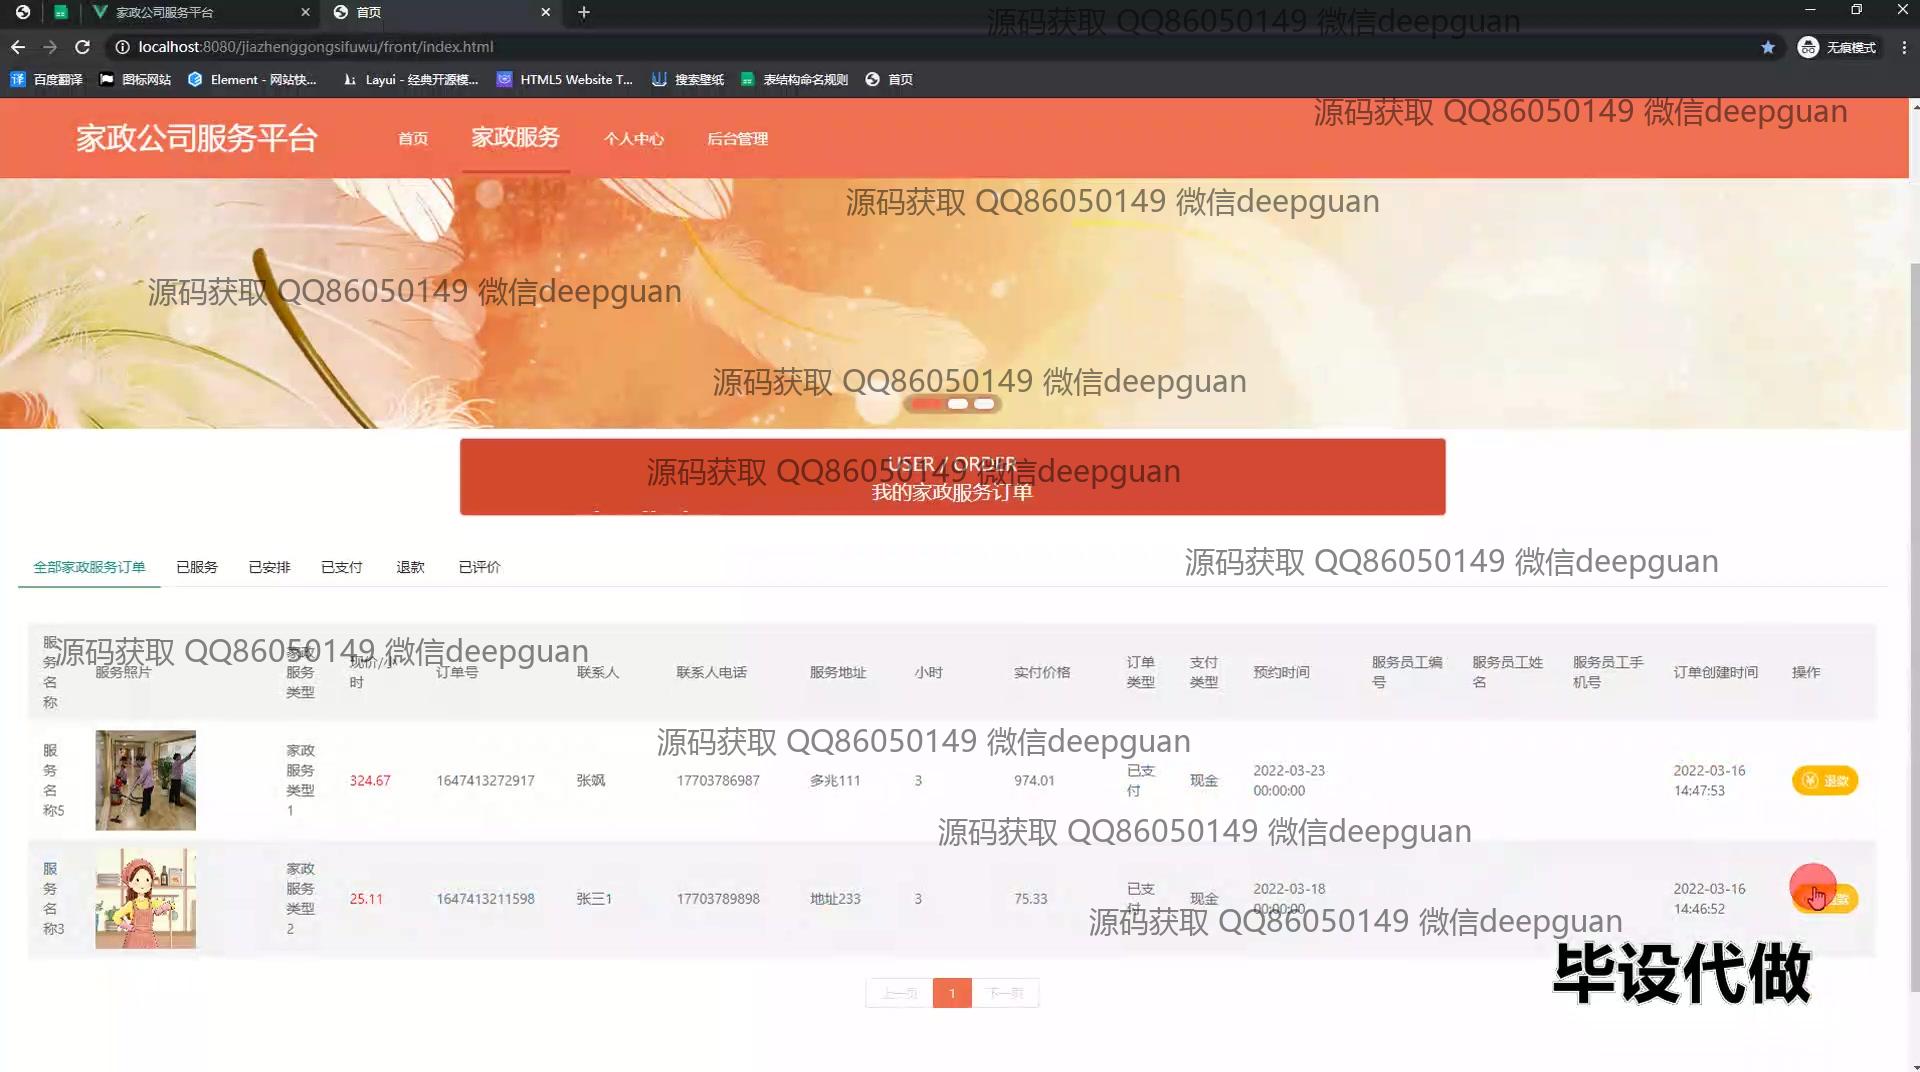 家政公司服务平台
首页
源码获取 QQ86050149 微信deepguan
localhost:8080/jiazhenggongsifuwu/front/index.html
无痕模式
百度翻译
图标网站
Element - 网站快...
Layui - 经典开源模...
HTML5 Website T...
搜索壁纸
表结构命名规则
首页
源码获取 QQ86050149 微信deepguan
家政公司服务平台
首页
家政服务
个人中心
后台管理
源码获取 QQ86050149 微信deepguan
源码获取 QQ86050149 微信deepguan
源码获取 QQ86050149 微信deepguan
USER / ORDER
源码获取 QQ86050149 微信deepguan
我的家政服务订单
源码获取 QQ86050149 微信deepguan
全部家政服务订单
已服务
已安排
已支付
退款
已评价
源码获取 QQ86050149 微信deepguan
服务名称
服务照片
家政服务类型
现价/小时
订单号
联系人
联系人电话
服务地址
小时
实付价格
订单类型
支付类型
预约时间
服务员工编号
服务员工姓名
服务员工手机号
订单创建时间
操作
源码获取 QQ86050149 微信deepguan
服务名称5
家政服务类型1
324.67
1647413272917
张飒
17703786987
多兆111
3
974.01
已支付
现金
2022-03-23
00:00:00
2022-03-16
14:47:53
退款
源码获取 QQ86050149 微信deepguan
服务名称3
家政服务类型2
25.11
1647413211598
张三1
17703789898
地址233
3
75.33
已支付
现金
2022-03-18
00:00:00
2022-03-16
14:46:52
源码获取 QQ86050149 微信deepguan
毕设代做
上一页
1
下一页